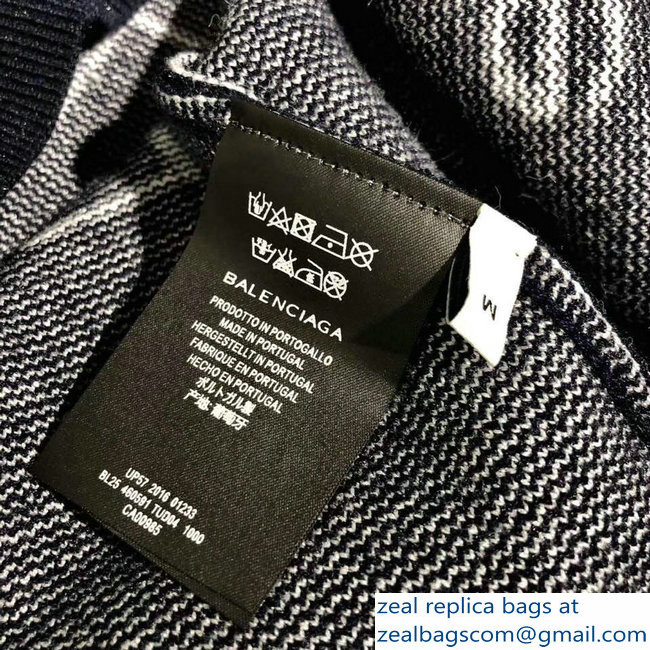 BALENCIAGA
PRODOTTO IN PORTOGALLO
MADE IN PORTUGAL
HERGESTELLT IN PORTUGAL
FABRIQUE EN PORTUGAL
HECHO EN PORTUGAL
ポルトガル製
产地:葡萄牙
UP57 2016 01233
BL25 460581 TUD04 1000
CA00965
M
zeal replica bags at
zealbagscom@gmail.com